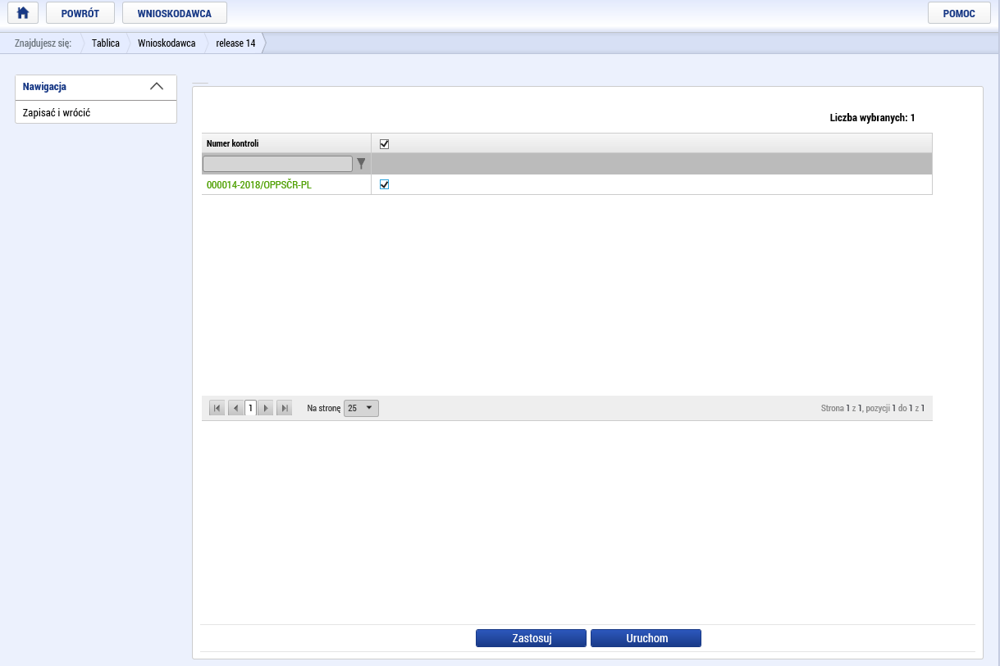 POWRÓT WNIOSKODAWCA POMOC
Znajdujesz się: Tablica Wnioskodawca release 14
Nawigacja
Zapisać i wrócić
Liczba wybranych: 1
Numer kontroli
000014-2018/OPPSČR-PL
1 Na stronę 25 Strona 1 z 1, pozycji 1 do 1 z 1
Zastosuj Uruchom